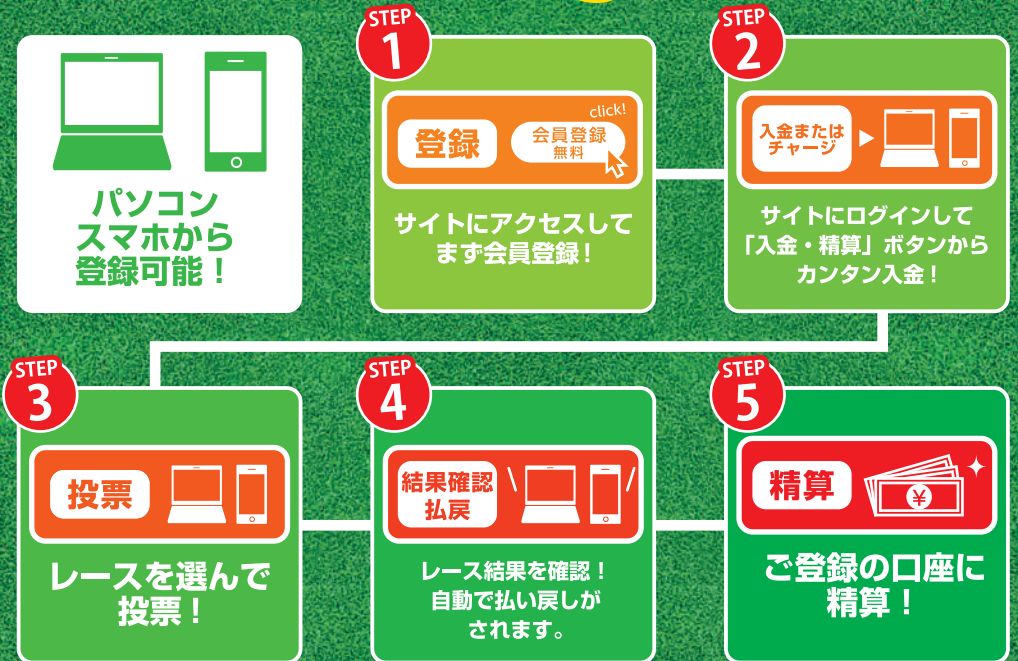 パソコン
スマホから
登録可能！
STEP
1
登録
click!
会員登録
無料
サイトにアクセスして
まず会員登録！
STEP
2
入金または
チャージ
サイトにログインして
「入金・精算」ボタンから
カンタン入金！
STEP
3
投票
レースを選んで
投票！
STEP
4
結果確認
払戻
レース結果を確認！
自動で払い戻しが
されます。
STEP
5
精算
¥
ご登録の口座に
精算！